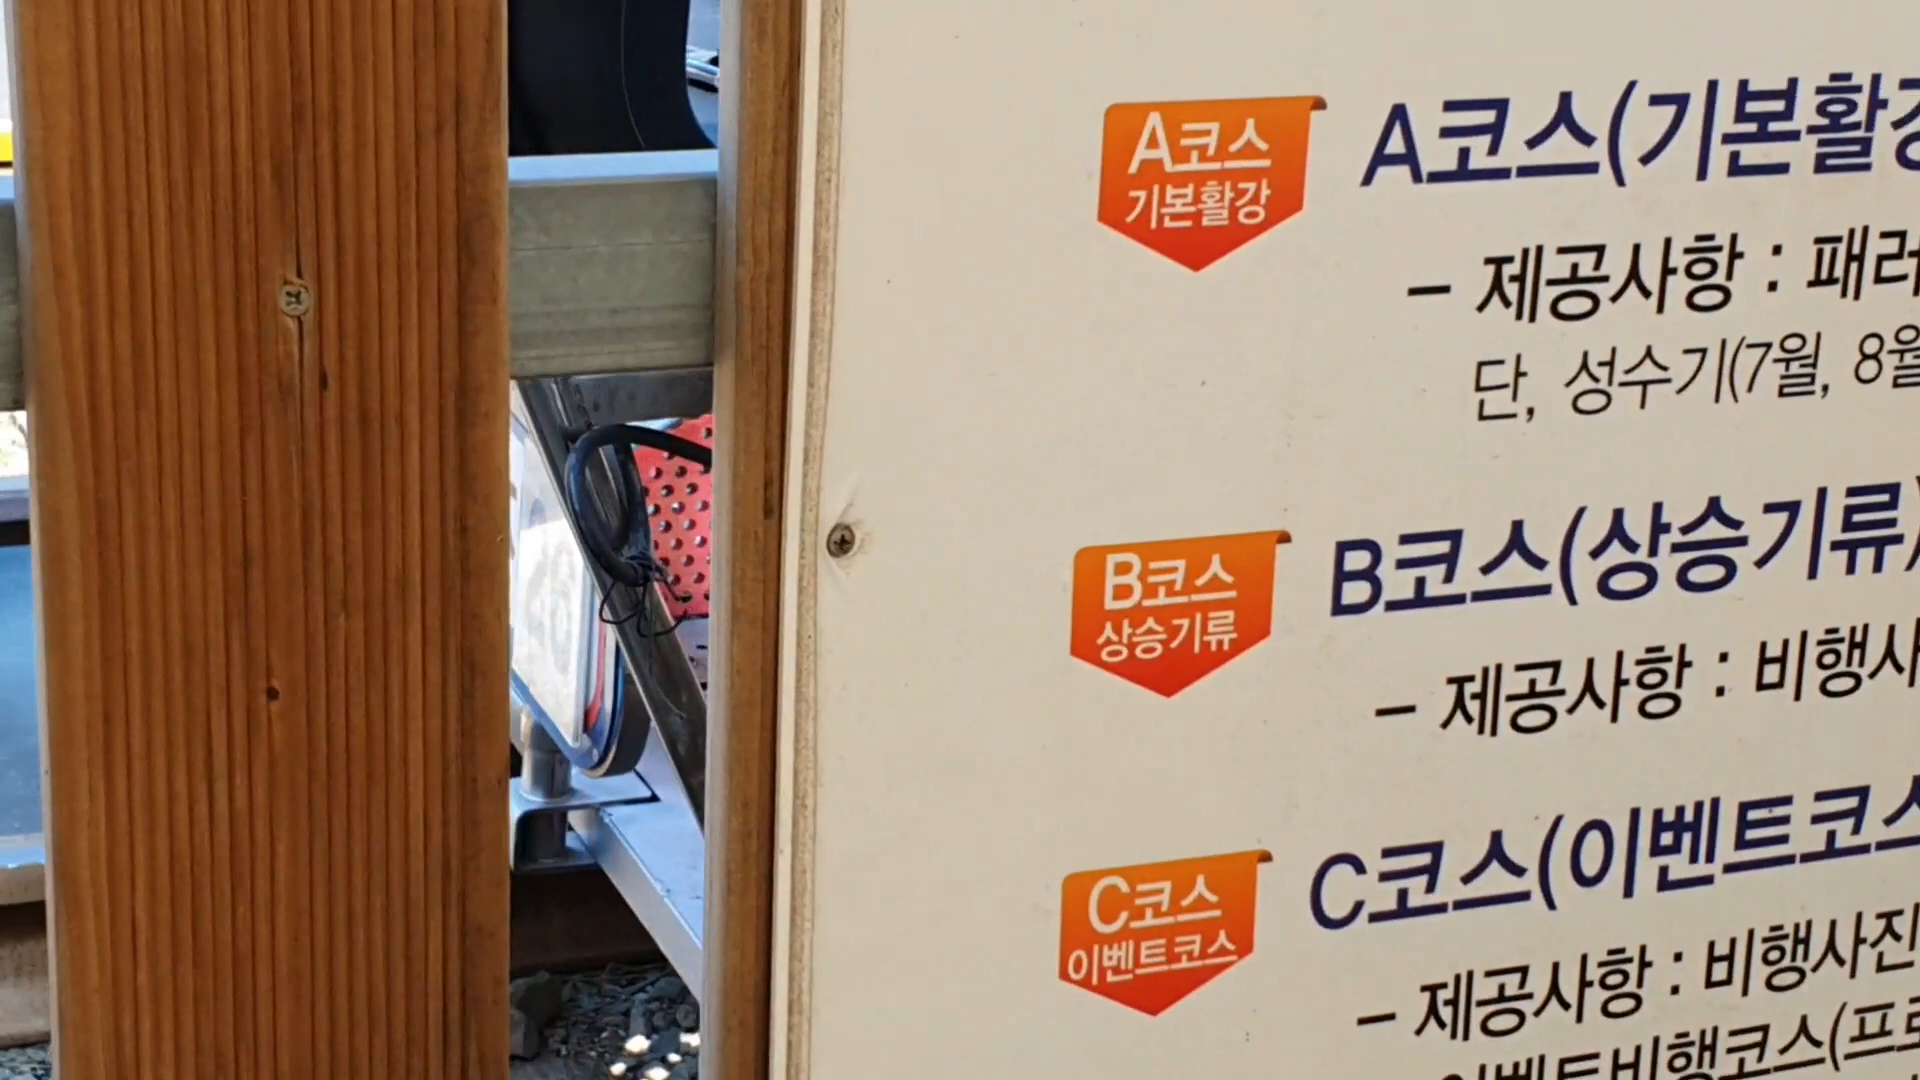 A코스
기본활강
A코스(기본활강
- 제공사항 : 패러
단, 성수기(7월, 8월
B코스
상승기류
B코스(상승기류)
- 제공사항 : 비행사
C코스
이벤트코스
C코스(이벤트코스
- 제공사항 : 비행사진
이벤트비행코스(프로